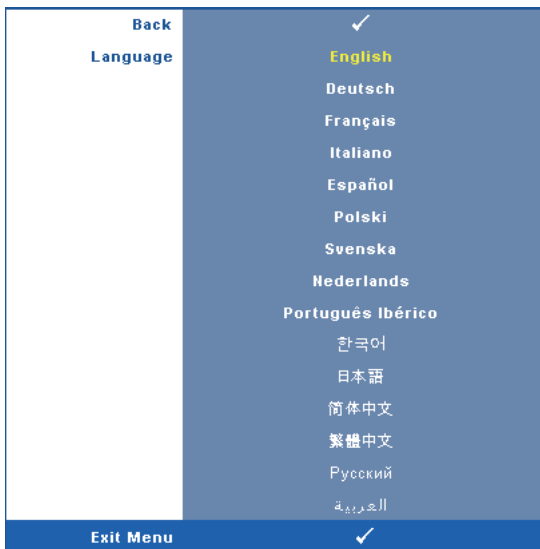 Back ✓
Language English
Deutsch
Français
Italiano
Español
Polski
Svenska
Nederlands
Português Ibérico
한국어
日本語
简体中文
繁體中文
Русский
العربية
Exit Menu ✓